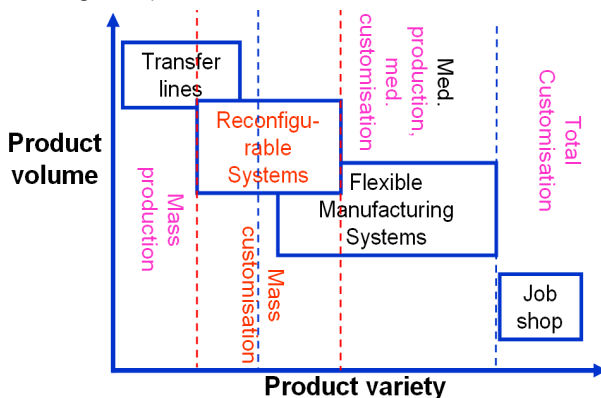 Transfer
lines
Reconfigu-
rable
Systems
Flexible
Manufacturing
Systems
Job
shop
Product
volume
Product variety
Mass
production
Mass
customisation
Med.
production,
med.
customisation
Total
Customisation